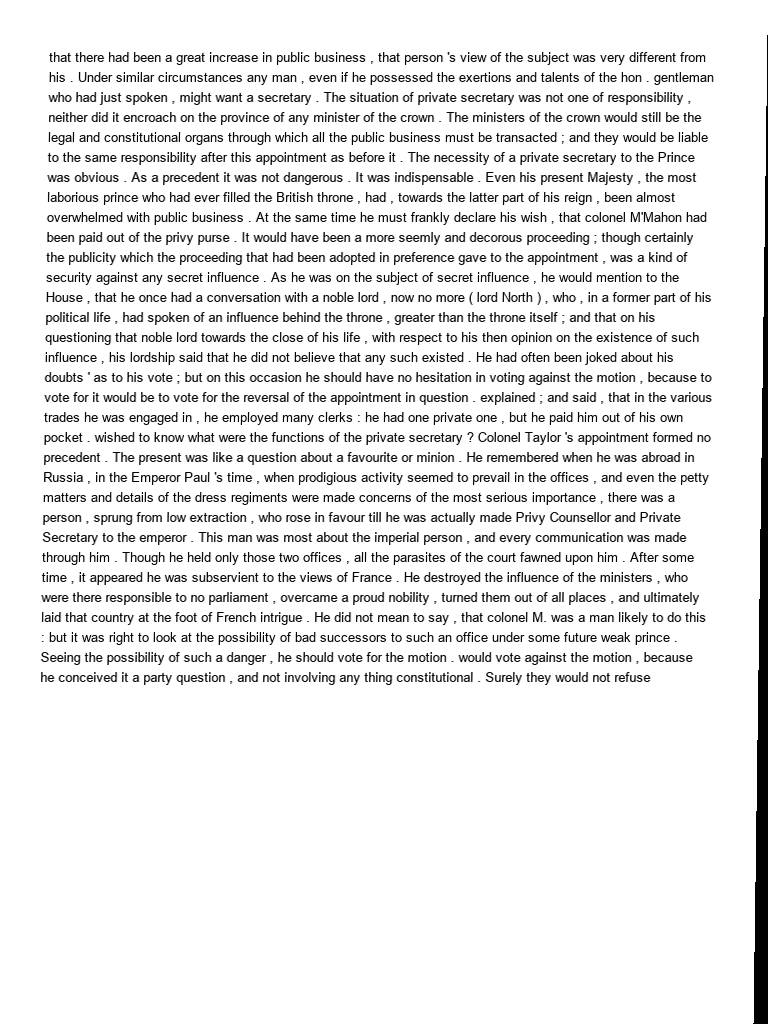 that there had been a great increase in public business , that person 's view of the subject was very different from
his . Under similar circumstances any man , even if he possessed the exertions and talents of the hon . gentleman
who had just spoken , might want a secretary . The situation of private secretary was not one of responsibility ,
neither did it encroach on the province of any minister of the crown . The ministers of the crown would still be the
legal and constitutional organs through which all the public business must be transacted ; and they would be liable
to the same responsibility after this appointment as before it . The necessity of a private secretary to the Prince
was obvious . As a precedent it was not dangerous . It was indispensable . Even his present Majesty , the most
laborious prince who had ever filled the British throne , had , towards the latter part of his reign , been almost
overwhelmed with public business . At the same time he must frankly declare his wish , that colonel M'Mahon had
been paid out of the privy purse . It would have been a more seemly and decorous proceeding ; though certainly
the publicity which the proceeding that had been adopted in preference gave to the appointment , was a kind of
security against any secret influence . As he was on the subject of secret influence , he would mention to the
House , that he once had a conversation with a noble lord , now no more ( lord North ) , who , in a former part of his
political life , had spoken of an influence behind the throne , greater than the throne itself ; and that on his
questioning that noble lord towards the close of his life , with respect to his then opinion on the existence of such
influence , his lordship said that he did not believe that any such existed . He had often been joked about his
doubts ' as to his vote ; but on this occasion he should have no hesitation in voting against the motion , because to
vote for it would be to vote for the reversal of the appointment in question . explained ; and said , that in the various
trades he was engaged in , he employed many clerks : he had one private one , but he paid him out of his own
pocket . wished to know what were the functions of the private secretary ? Colonel Taylor 's appointment formed no
precedent . The present was like a question about a favourite or minion . He remembered when he was abroad in
Russia , in the Emperor Paul 's time , when prodigious activity seemed to prevail in the offices , and even the petty
matters and details of the dress regiments were made concerns of the most serious importance , there was a
person , sprung from low extraction , who rose in favour till he was actually made Privy Counsellor and Private
Secretary to the emperor . This man was most about the imperial person , and every communication was made
through him . Though he held only those two offices , all the parasites of the court fawned upon him . After some
time , it appeared he was subservient to the views of France . He destroyed the influence of the ministers , who
were there responsible to no parliament , overcame a proud nobility , turned them out of all places , and ultimately
laid that country at the foot of French intrigue . He did not mean to say , that colonel M. was a man likely to do this
: but it was right to look at the possibility of bad successors to such an office under some future weak prince .
Seeing the possibility of such a danger , he should vote for the motion . would vote against the motion , because
he conceived it a party question , and not involving any thing constitutional . Surely they would not refuse